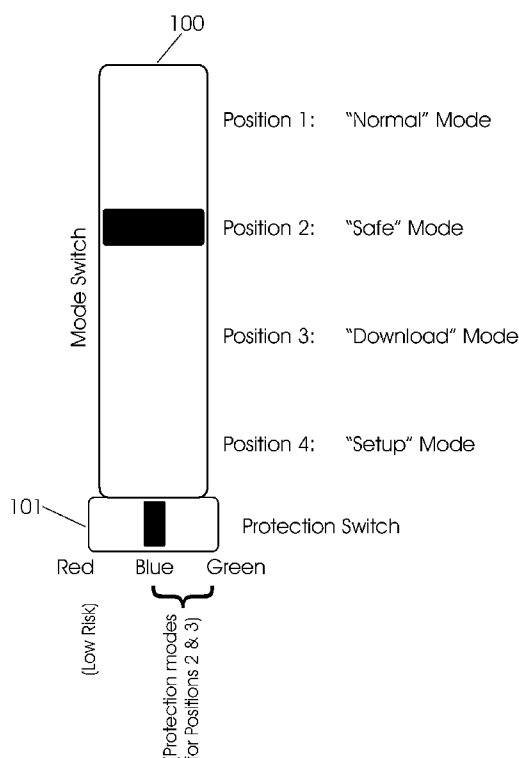 100
Position 1: "Normal" Mode
Position 2: "Safe" Mode
Mode Switch
Position 3: "Download" Mode
Position 4: "Setup" Mode
101
Protection Switch
Red Blue Green
(Low Risk)
(Protection modes
for Positions 2 & 3)